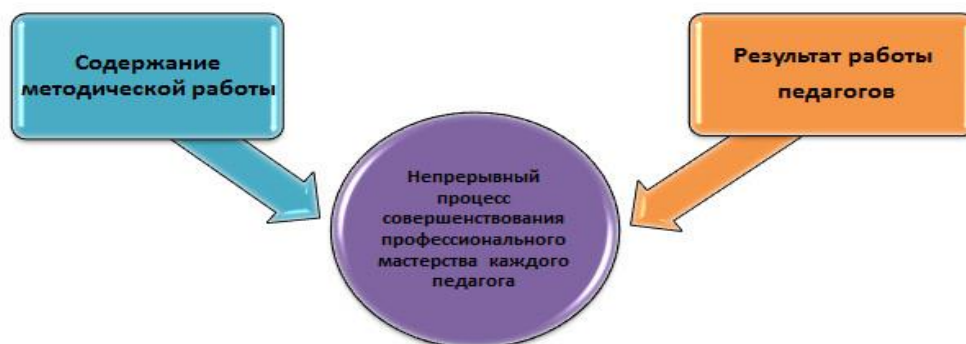 Содержание
методической работы
Результат работы
педагогов
Непрерывный
процесс
совершенствования
профессионального
мастерства каждого
педагога